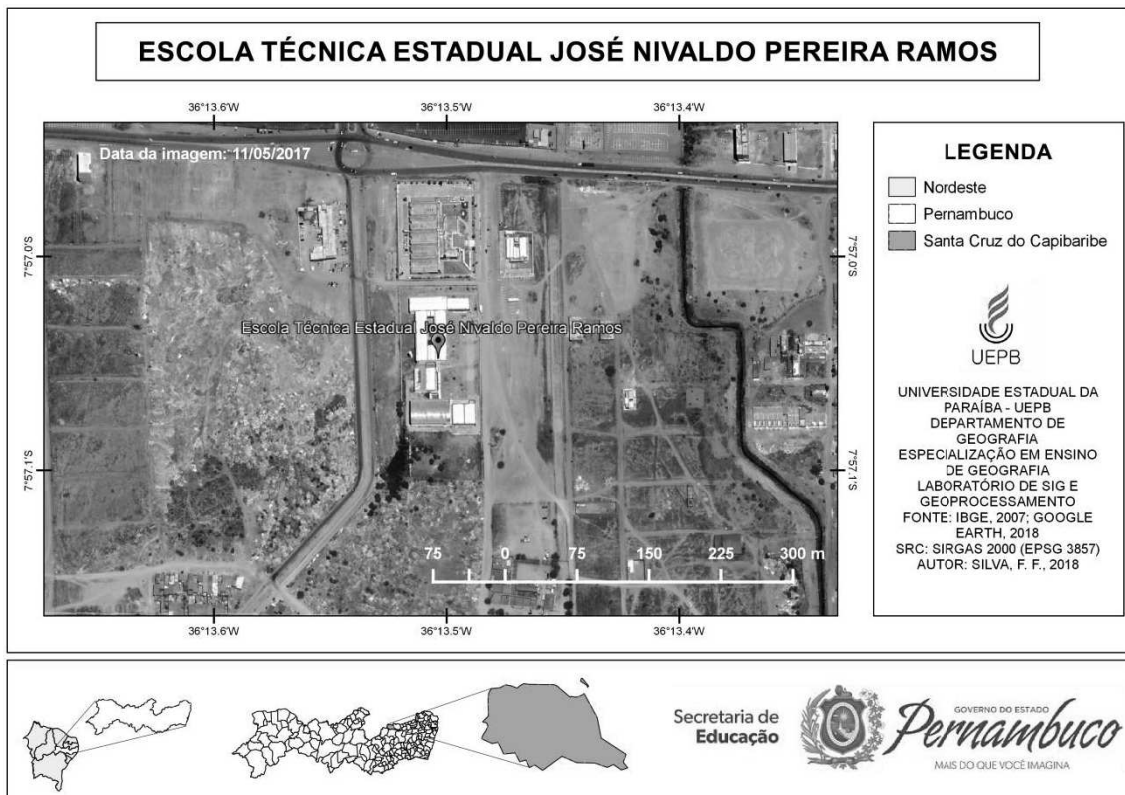 ESCOLA TÉCNICA ESTADUAL JOSÉ NIVALDO PEREIRA RAMOS
36°13.6'W
36°13.5'W
36°13.4'W
Data da imagem: 11/05/2017
7°57.0'S
7°57.0'S
Escola Técnica Estadual José Nivaldo Pereira Ramos
7°57.1'S
7°57.1'S
75 0 75 150 225 300 m
36°13.6'W
36°13.5'W
36°13.4'W
LEGENDA
Nordeste
Pernambuco
Santa Cruz do Capibaribe
UEPB
UNIVERSIDADE ESTADUAL DA
PARAÍBA - UEPB
DEPARTAMENTO DE
GEOGRAFIA
ESPECIALIZAÇÃO EM ENSINO
DE GEOGRAFIA
LABORATÓRIO DE SIG E
GEOPROCESSAMENTO
FONTE: IBGE, 2007; GOOGLE
EARTH, 2018
SRC: SIRGAS 2000 (EPSG 3857)
AUTOR: SILVA, F. F., 2018
Secretaria de
Educação
GOVERNO DO ESTADO
Pernambuco
MAIS DO QUE VOCÊ IMAGINA